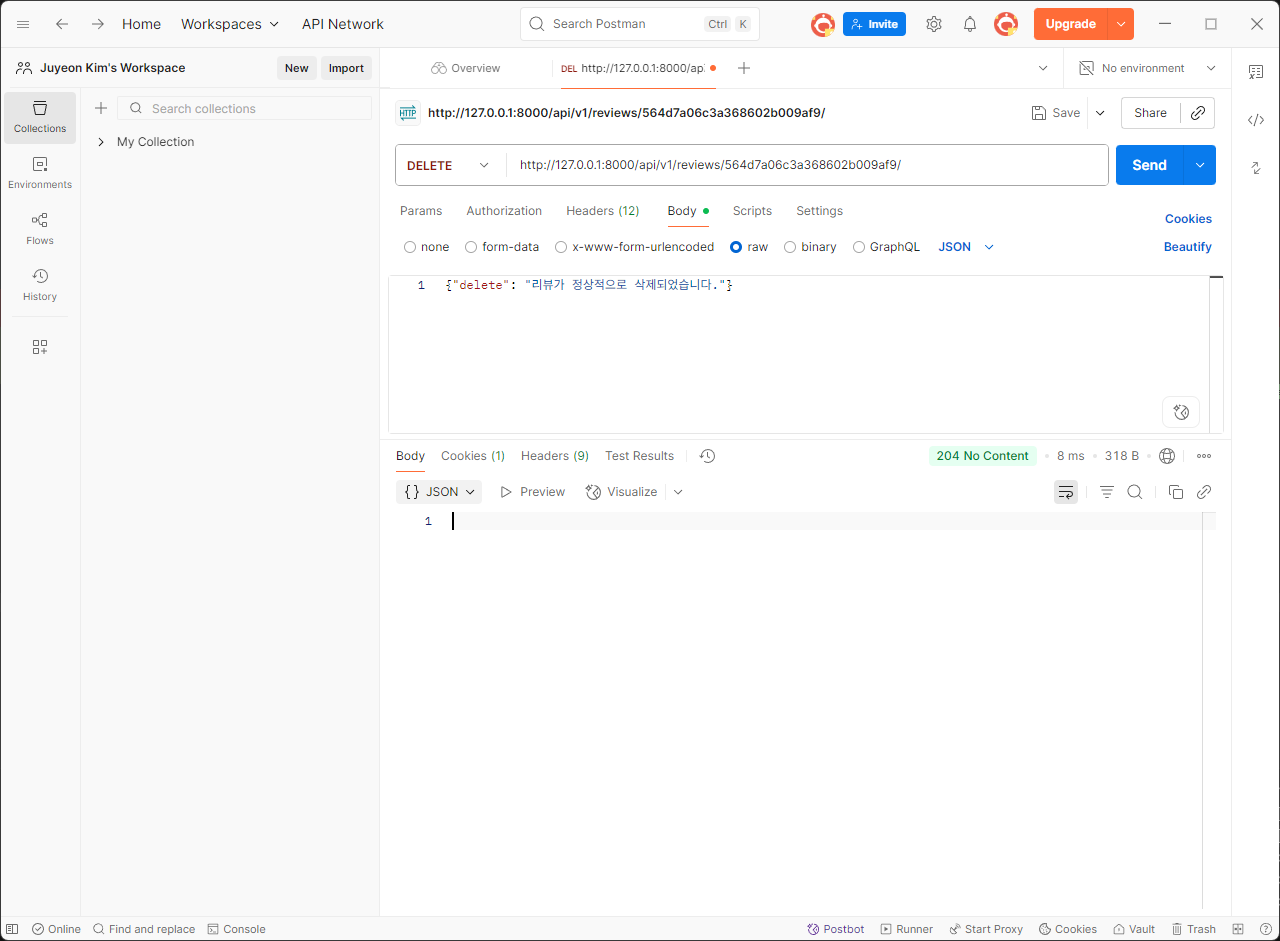 Home Workspaces API Network Search Postman Ctrl K Invite Upgrade
Juyeon Kim's Workspace New Import
Overview DEL http://127.0.0.1:8000/ap No environment
Collections
Environments
Flows
History
Search collections
My Collection
HTTP http://127.0.0.1:8000/api/v1/reviews/564d7a06c3a368602b009af9/ Save Share
DELETE http://127.0.0.1:8000/api/v1/reviews/564d7a06c3a368602b009af9/ Send
Params Authorization Headers (12) Body Scripts Settings Cookies
none form-data x-www-form-urlencoded raw binary GraphQL JSON Beautify
1 {"delete": "리뷰가 정상적으로 삭제되었습니다."}
Body Cookies (1) Headers (9) Test Results 204 No Content 8 ms 318 B
{} JSON Preview Visualize
1
Online Find and replace Console Postbot Runner Start Proxy Cookies Vault Trash